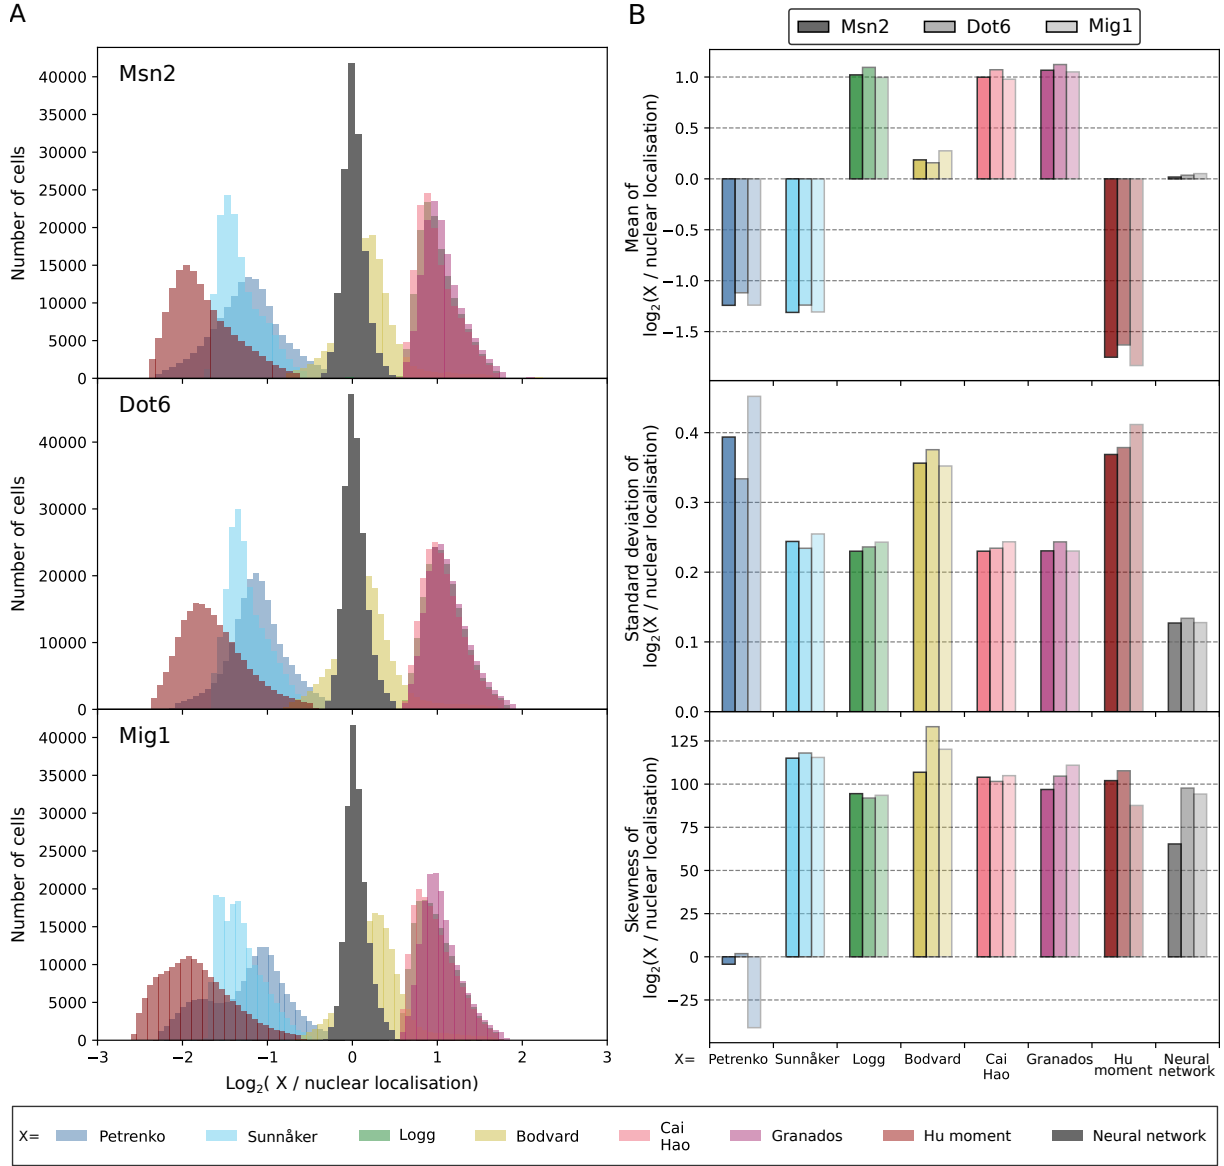 A
Msn2
Number of cells
40000
35000
30000
25000
20000
15000
10000
5000
0
Dot6
Number of cells
40000
30000
20000
10000
0
Mig1
Number of cells
40000
35000
30000
25000
20000
15000
10000
5000
0
−3
−2
−1
0
1
2
3
Log2( X / nuclear localisation)
B
Msn2
Dot6
Mig1
Mean of
log2(X / nuclear localisation)
1.0
0.5
0.0
−0.5
−1.0
−1.5
Standard deviation of
log2(X / nuclear localisation)
0.4
0.3
0.2
0.1
0.0
Skewness of
log2(X / nuclear localisation)
125
100
75
50
25
0
−25
X=
Petrenko
Sunnåker
Logg
Bodvard
Cai
Hao
Granados
Hu
moment
Neural
network
X=
Petrenko
Sunnåker
Logg
Bodvard
Cai
Hao
Granados
Hu moment
Neural network